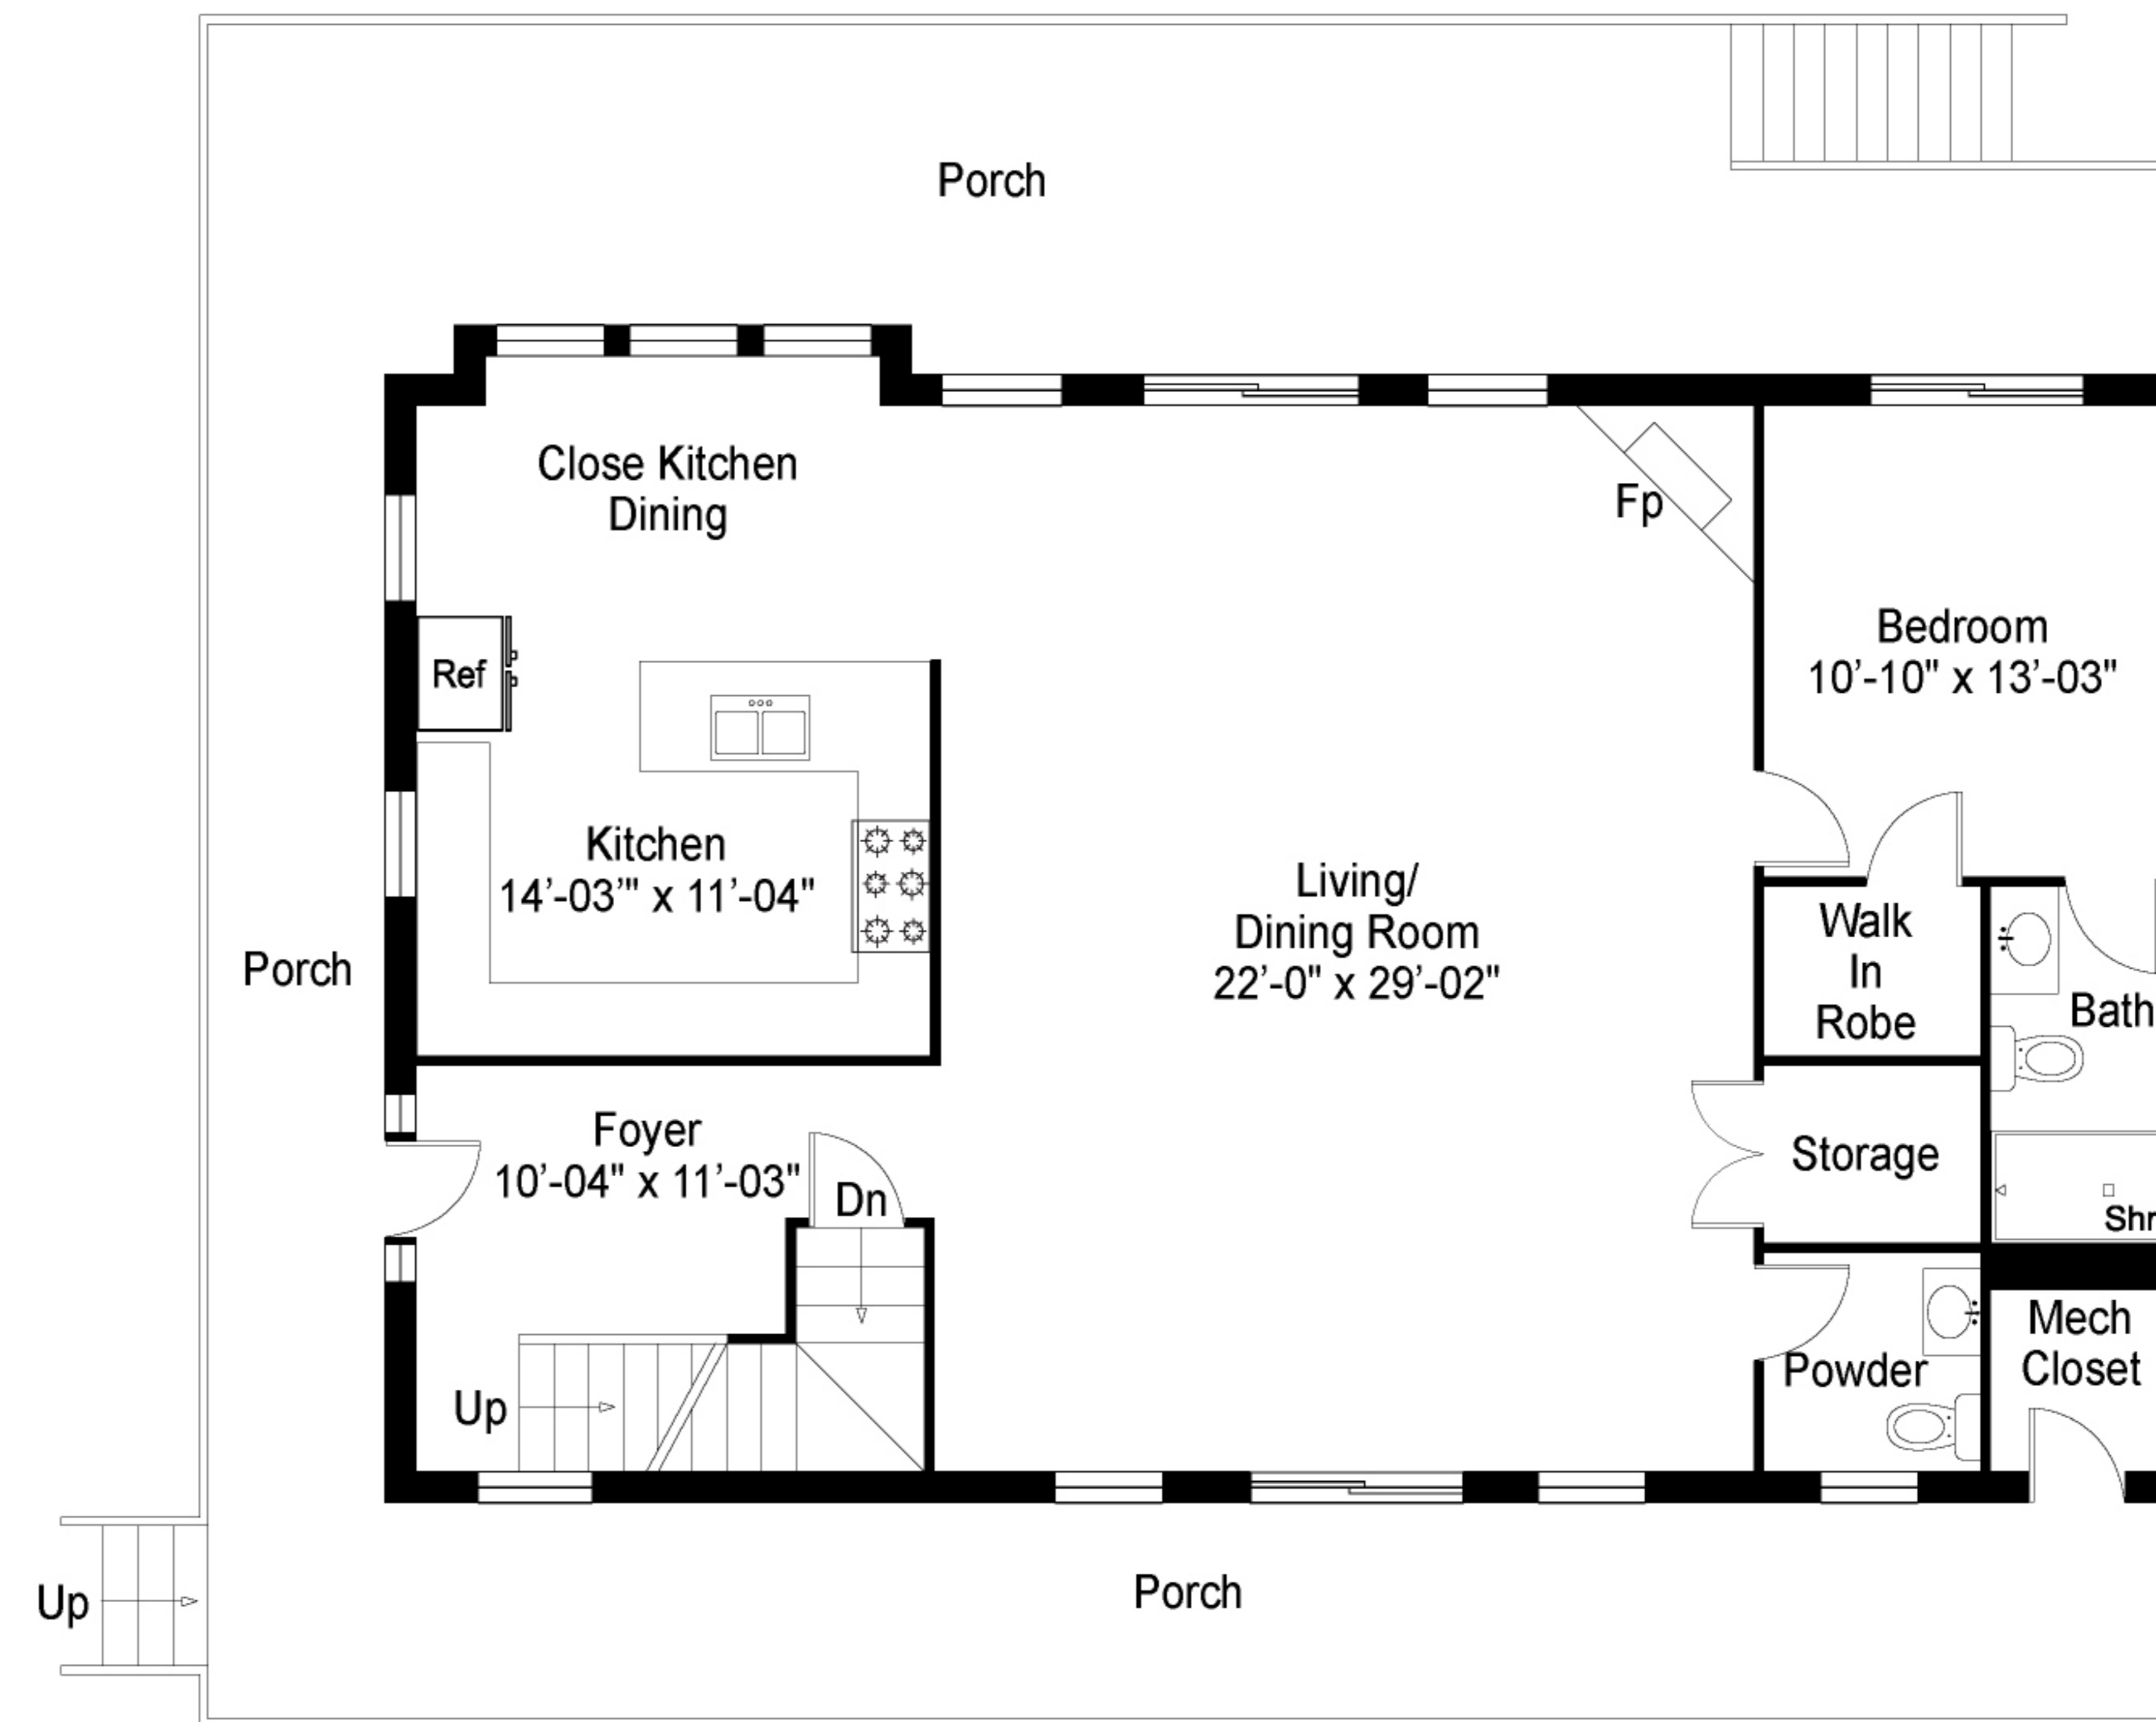 Porch
Close Kitchen
Dining
Fp
Ref
Bedroom
10'-10" x 13'-03"
Kitchen
14'-03'" x 11'-04"
Living/
Dining Room
22'-0" x 29'-02"
Walk
In
Robe
Porch
Bath
Foyer
10'-04" x 11'-03"
Dn
Storage
Shr
Mech
Closet
Powder
Up
Up
Porch